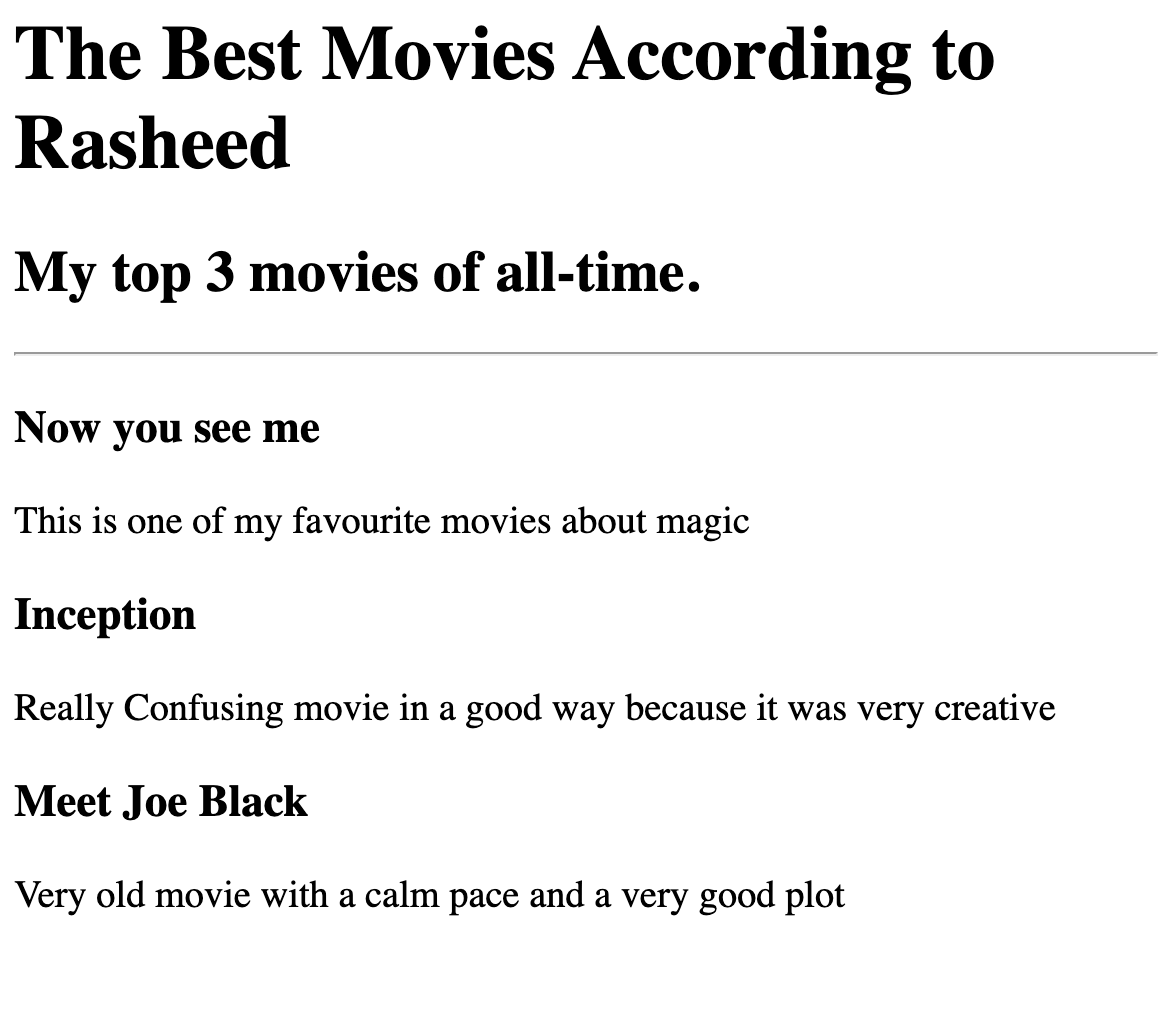 The Best Movies According to
Rasheed
My top 3 movies of all-time.
Now you see me
This is one of my favourite movies about magic
Inception
Really Confusing movie in a good way because it was very creative
Meet Joe Black
Very old movie with a calm pace and a very good plot